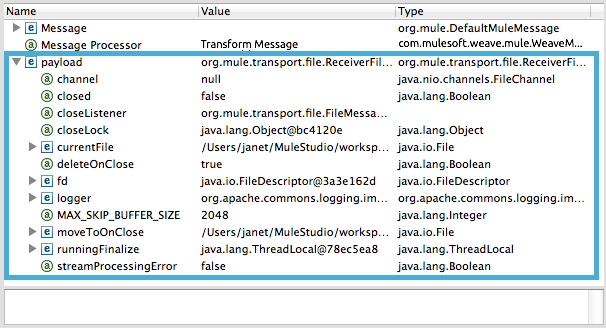 Name Value Type
Message org.mule.DefaultMuleMessage
Message Processor Transform Message com.mulesoft.weave.mule.WeaveM...
payload org.mule.transport.file.ReceiverFil... org.mule.transport.file.ReceiverFi...
channel null java.nio.channels.FileChannel
closed false java.lang.Boolean
closeListener org.mule.transport.file.FileMessa...
closeLock java.lang.Object@bc4120e java.lang.Object
currentFile /Users/janet/MuleStudio/worksp... java.io.File
deleteOnClose true java.lang.Boolean
fd java.io.FileDescriptor@3a3e162d java.io.FileDescriptor
logger org.apache.commons.logging.im... org.apache.commons.logging.im...
MAX_SKIP_BUFFER_SIZE 2048 java.lang.Integer
moveToOnClose /Users/janet/MuleStudio/worksp... java.io.File
runningFinalize java.lang.ThreadLocal@78ec5ea8 java.lang.ThreadLocal
streamProcessingError false java.lang.Boolean